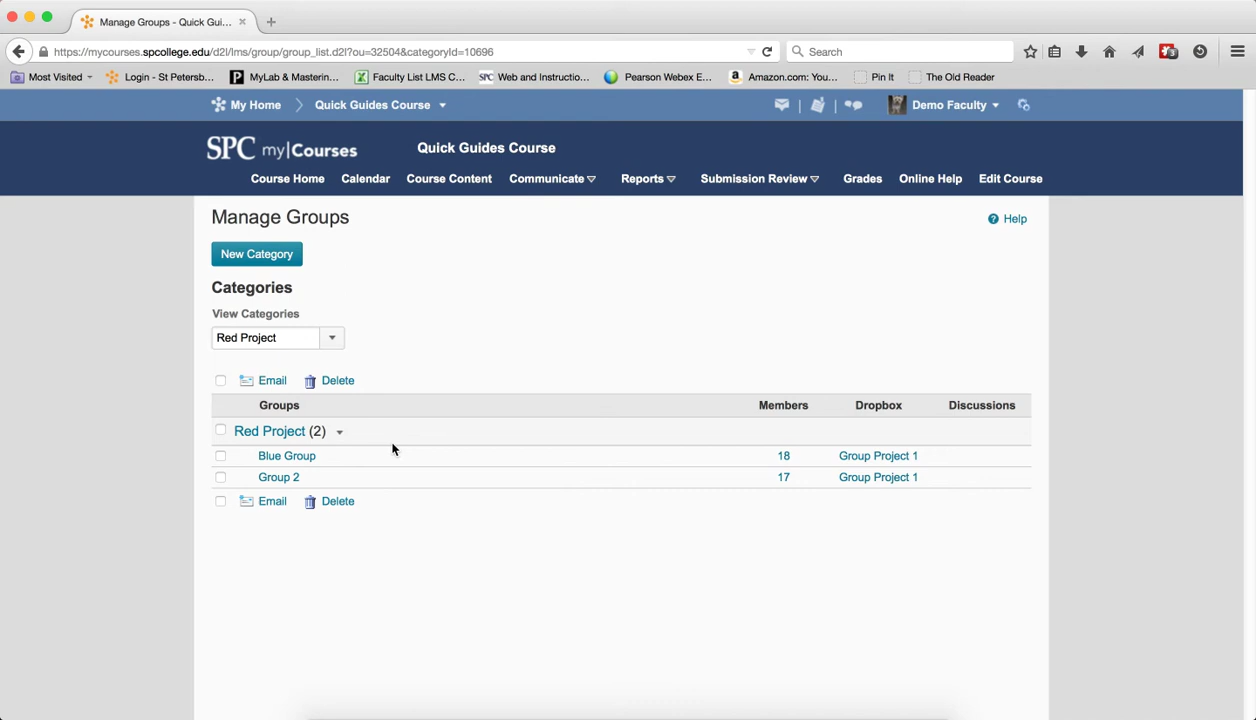 Manage Groups - Quick Gui...
https://mycourses.spcollege.edu/d2l/lms/group/group_list.d2l?ou=32504&categoryId=10696
Search
3
Most Visited
Login - St Petersb...
MyLab & Masterin...
Faculty List LMS C...
SPC Web and Instructio...
Pearson Webex E...
Amazon.com: You...
Pin It
The Old Reader
My Home
Quick Guides Course
Demo Faculty
SPC my|Courses
Quick Guides Course
Course Home
Calendar
Course Content
Communicate
Reports
Submission Review
Grades
Online Help
Edit Course
Manage Groups
Help
New Category
Categories
View Categories
Red Project
Email Delete
Groups Members Dropbox Discussions
Red Project (2)
Blue Group 18 Group Project 1
Group 2 17 Group Project 1
Email Delete